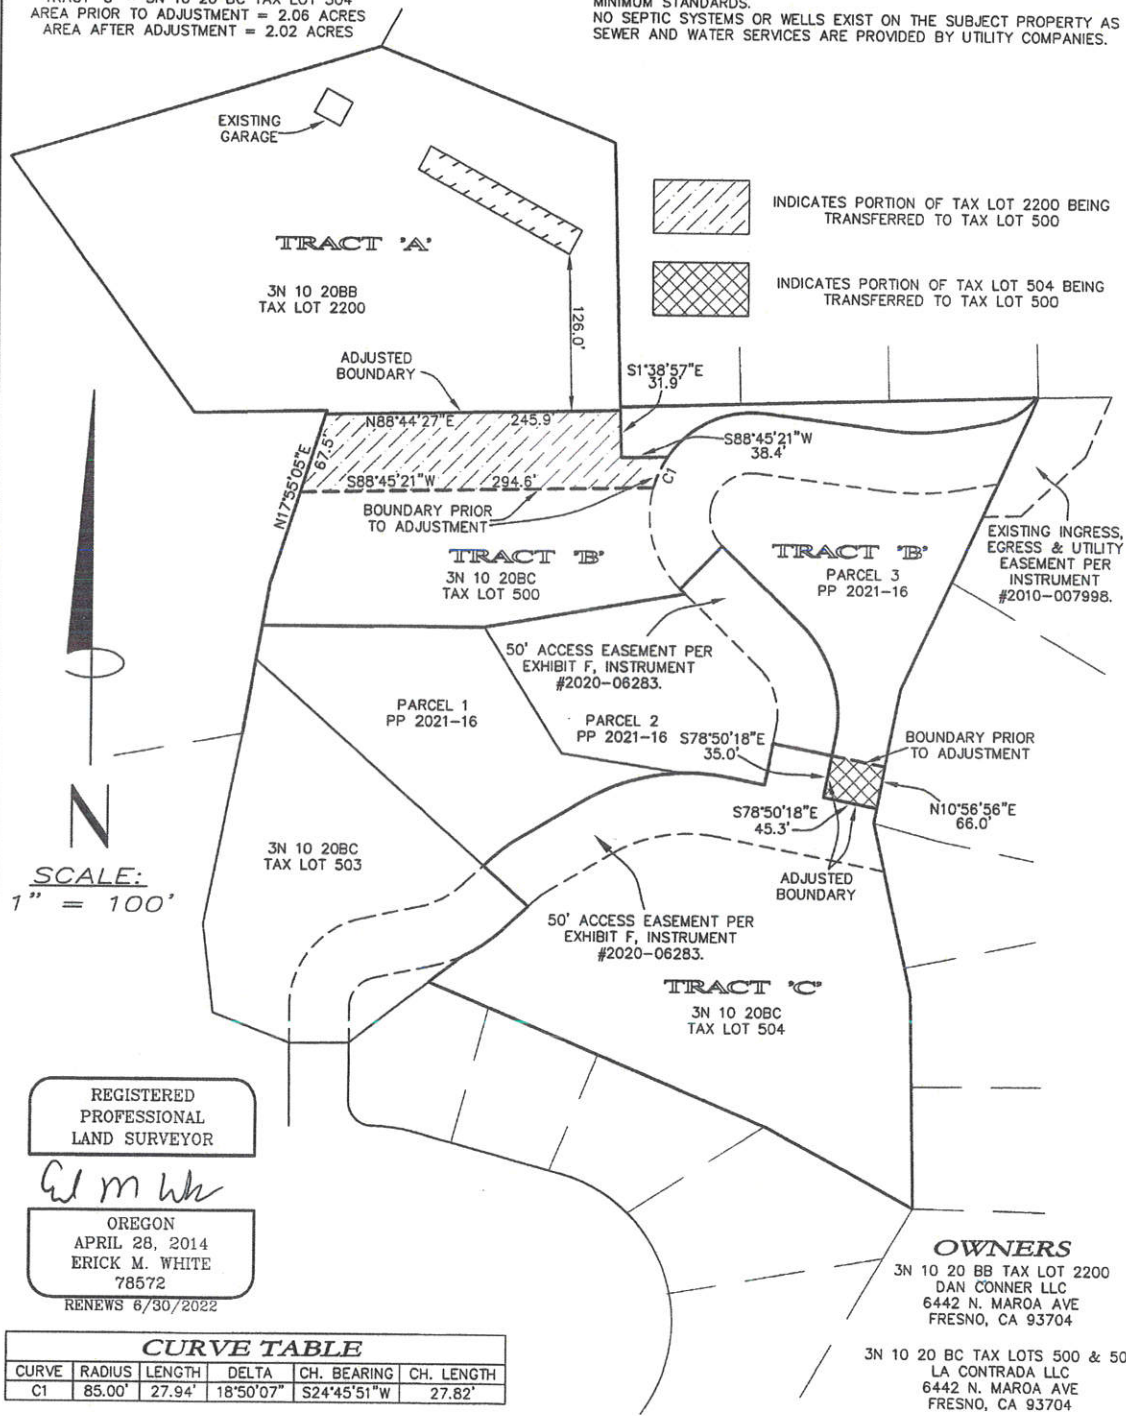 AREA PRIOR TO ADJUSTMENT = 2.06 ACRES
AREA AFTER ADJUSTMENT = 2.02 ACRES
MINIMUM STANDARDS.
NO SEPTIC SYSTEMS OR WELLS EXIST ON THE SUBJECT PROPERTY AS
SEWER AND WATER SERVICES ARE PROVIDED BY UTILITY COMPANIES.
EXISTING
GARAGE
INDICATES PORTION OF TAX LOT 2200 BEING
TRANSFERRED TO TAX LOT 500
TRACT 'A'
3N 10 20BB
TAX LOT 2200
INDICATES PORTION OF TAX LOT 504 BEING
TRANSFERRED TO TAX LOT 500
126.0'
ADJUSTED
BOUNDARY
S1°38'57"E
31.9'
N88°44'27"E 245.9'
S88°45'21"W
38.4'
N17°55'05"E
67.5'
S88°45'21"W 294.6'
C1
BOUNDARY PRIOR
TO ADJUSTMENT
TRACT 'B'
3N 10 20BC
TAX LOT 500
TRACT 'B'
PARCEL 3
PP 2021-16
EXISTING INGRESS,
EGRESS & UTILITY
EASEMENT PER
INSTRUMENT
#2010-007998.
50' ACCESS EASEMENT PER
EXHIBIT F, INSTRUMENT
#2020-06283.
PARCEL 1
PP 2021-16
PARCEL 2
PP 2021-16
S78°50'18"E
35.0'
BOUNDARY PRIOR
TO ADJUSTMENT
N10°56'56"E
66.0'
S78°50'18"E
45.3'
ADJUSTED
BOUNDARY
3N 10 20BC
TAX LOT 503
N
SCALE:
1" = 100'
50' ACCESS EASEMENT PER
EXHIBIT F, INSTRUMENT
#2020-06283.
TRACT 'C'
3N 10 20BC
TAX LOT 504
REGISTERED
PROFESSIONAL
LAND SURVEYOR
OREGON
APRIL 28, 2014
ERICK M. WHITE
78572
RENEWS 6/30/2022
OWNERS
3N 10 20 BB TAX LOT 2200
DAN CONNER LLC
6442 N. MAROA AVE
FRESNO, CA 93704
3N 10 20 BC TAX LOTS 500 & 50
LA CONTRADA LLC
6442 N. MAROA AVE
FRESNO, CA 93704
CURVE TABLE
CURVE RADIUS LENGTH DELTA CH. BEARING CH. LENGTH
C1 85.00' 27.94' 18°50'07" S24°45'51"W 27.82'